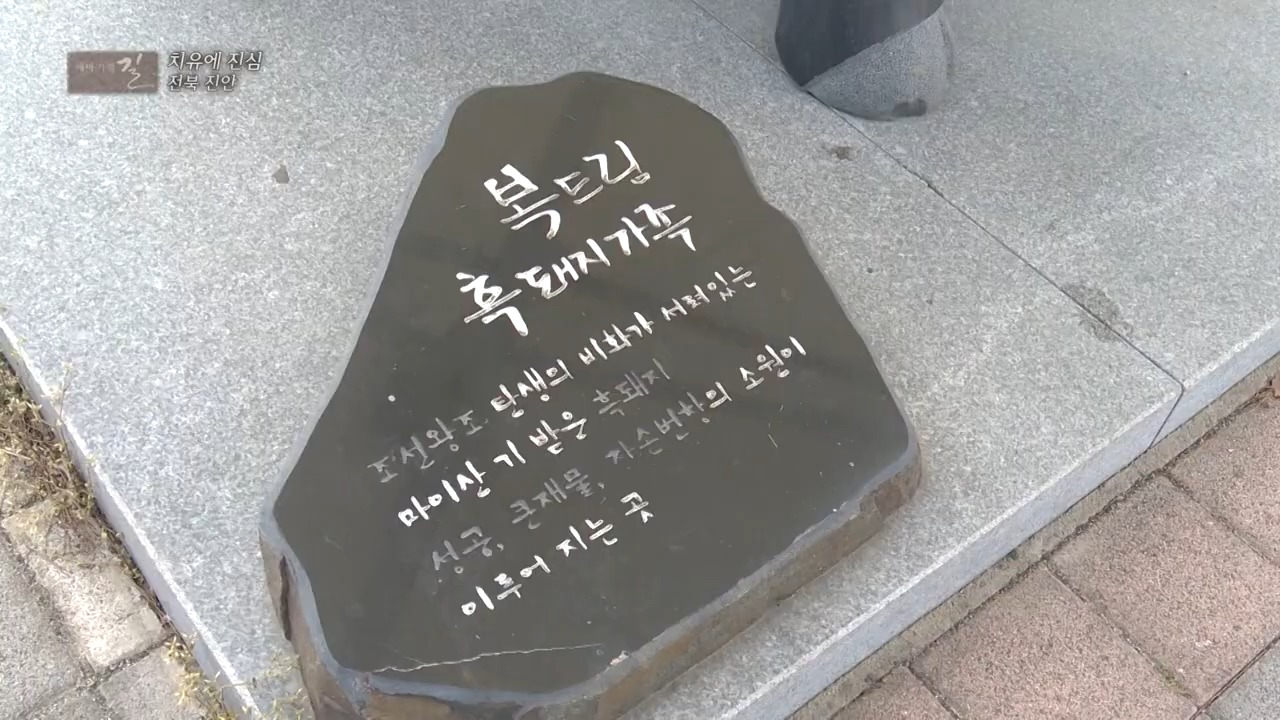 길
치유에 진심
전북 진안
복드림
흑돼지가족
조선왕조 탄생의 비화가 서려있는
마이산 기 받은 흑돼지
성공, 큰재물, 자손번창의 소원이
이루어 지는 곳